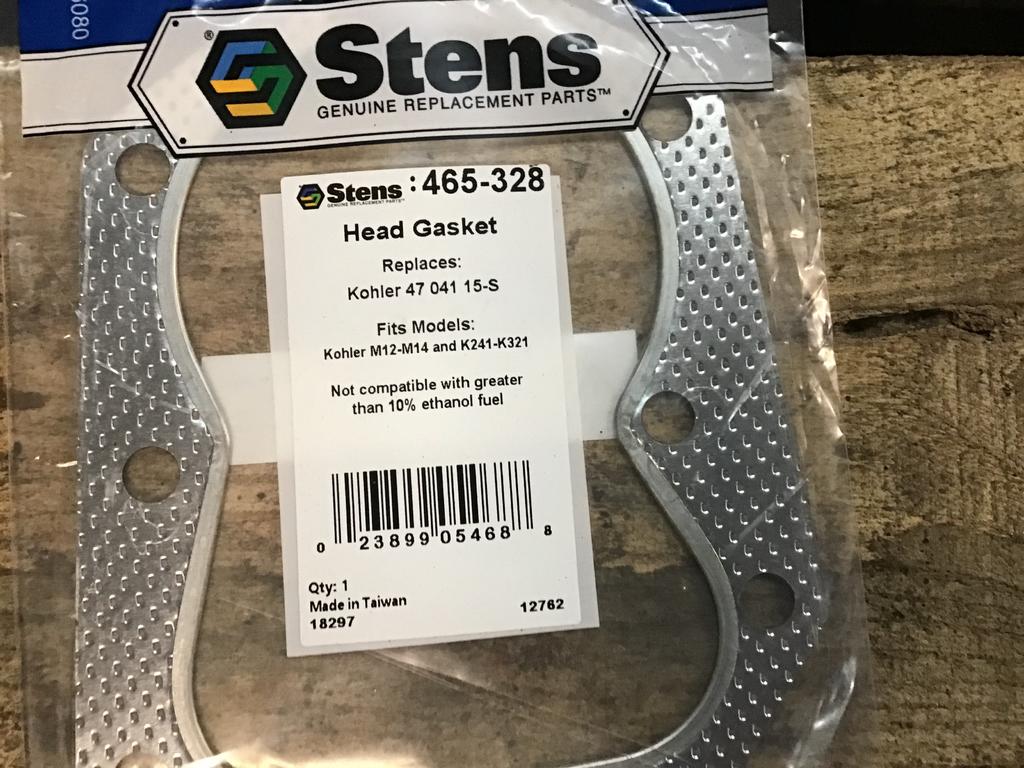 Stens
GENUINE REPLACEMENT PARTS™
Stens : 465-328
GENUINE REPLACEMENT PARTS™
Head Gasket
Replaces:
Kohler 47 041 15-S
Fits Models:
Kohler M12-M14 and K241-K321
Not compatible with greater
than 10% ethanol fuel
0 23899 05468 8
Qty: 1
Made in Taiwan
18297 12762